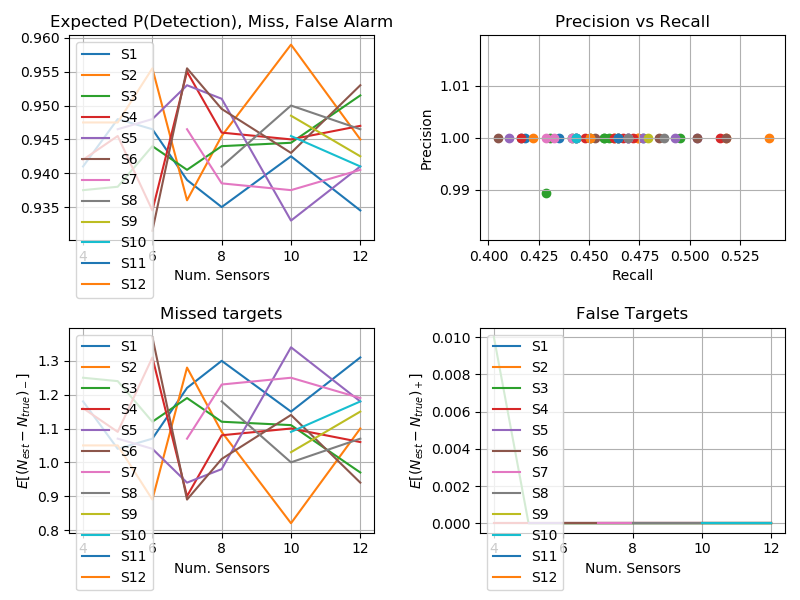 Expected P(Detection), Miss, False Alarm
0.960
0.955
0.950
0.945
0.940
0.935
4
6
8
10
12
Num. Sensors
S1
S2
S3
S4
S5
S6
S7
S8
S9
S10
S11
S12
Precision vs Recall
Precision
1.01
1.00
0.99
0.400
0.425
0.450
0.475
0.500
0.525
Recall
Missed targets
E[(N_est − N_true)_−]
1.3
1.2
1.1
1.0
0.9
0.8
4
6
8
10
12
Num. Sensors
S1
S2
S3
S4
S5
S6
S7
S8
S9
S10
S11
S12
False Targets
E[(N_est − N_true)_+]
0.010
0.008
0.006
0.004
0.002
0.000
4
6
8
10
12
Num. Sensors
S1
S2
S3
S4
S5
S6
S7
S8
S9
S10
S11
S12